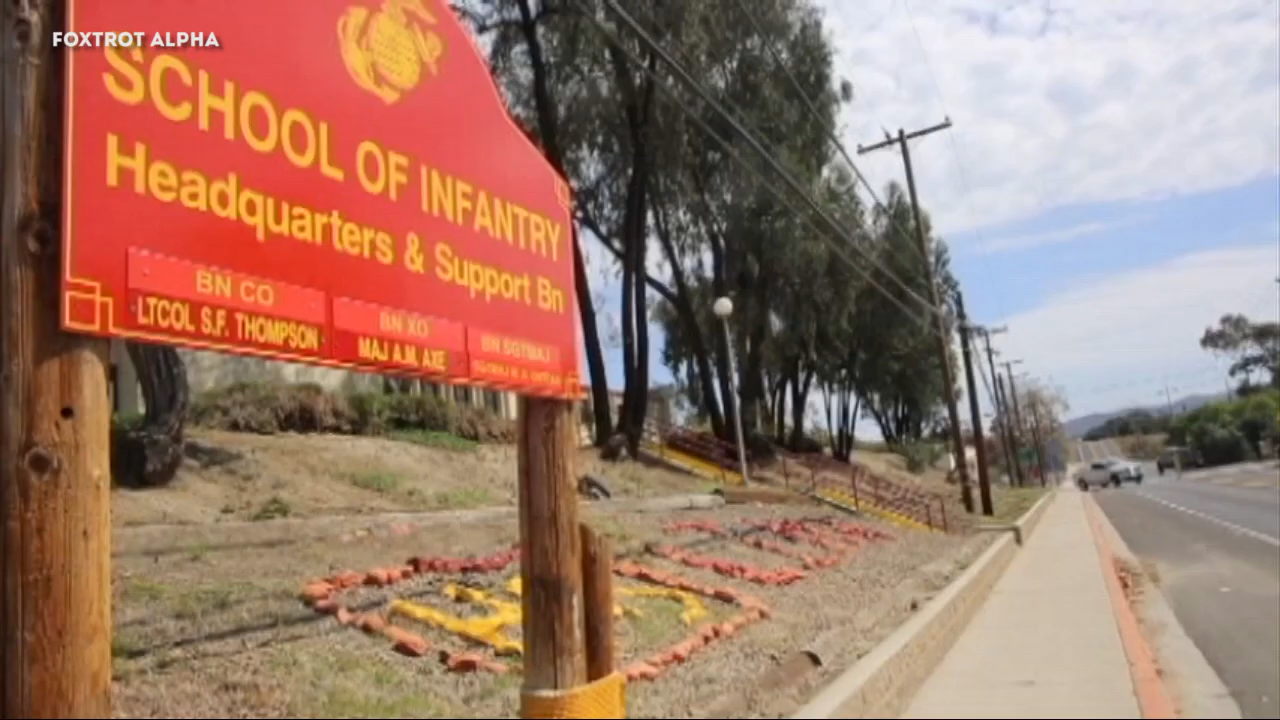 FOXTROT ALPHA
SCHOOL OF INFANTRY
Headquarters & Support Bn
BN CO
LTCOL S.F. THOMPSON
BN XO
MAJ A.M. AXE
BN SGTMAJ